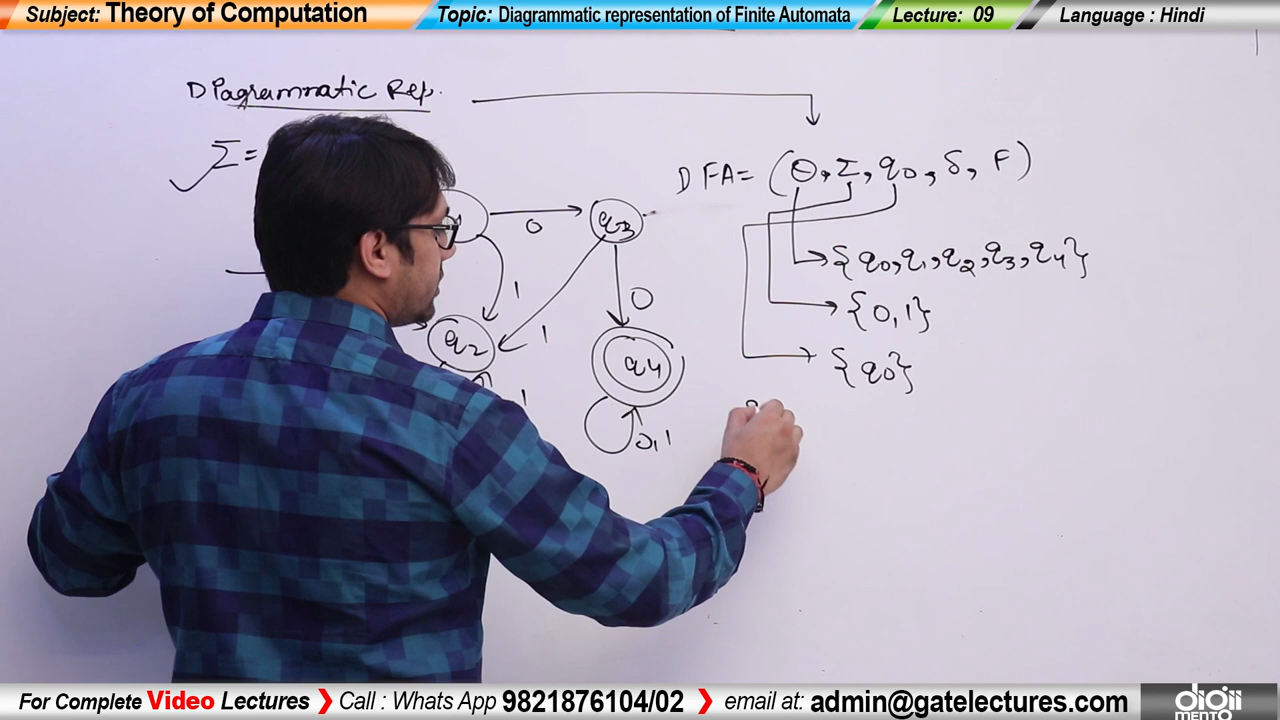 Subject: Theory of Computation
Topic: Diagrammatic representation of Finite Automata
Lecture: 09
Language : Hindi
Diagrammatic Rep.
Σ =
DFA = (Q, Σ, q0, δ, F)
0
q3
{q0, q1, q2, q3, q4}
1
0
{0, 1}
1
q2
q4
{q0}
1
0,1
For Complete Video Lectures ❯ Call : Whats App 9821876104/02 ❯ email at: admin@gatelectures.com
digii
MENTO